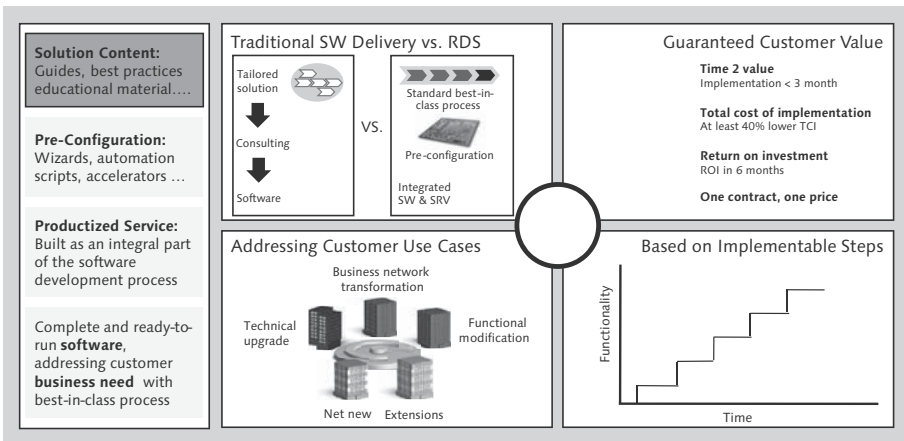 Solution Content:
Guides, best practices
educational material....
Pre-Configuration:
Wizards, automation
scripts, accelerators ...
Productized Service:
Built as an integral part
of the software
development process
Complete and ready-to-
run software,
addressing customer
business need with
best-in-class process
Traditional SW Delivery vs. RDS
Tailored
solution
Consulting
Software
VS.
Standard best-in-
class process
Pre-configuration
Integrated
SW & SRV
Guaranteed Customer Value
Time 2 value
Implementation < 3 month
Total cost of implementation
At least 40% lower TCI
Return on investment
ROI in 6 months
One contract, one price
Addressing Customer Use Cases
Business network
transformation
Technical
upgrade
Functional
modification
Net new
Extensions
Based on Implementable Steps
Functionality
Time